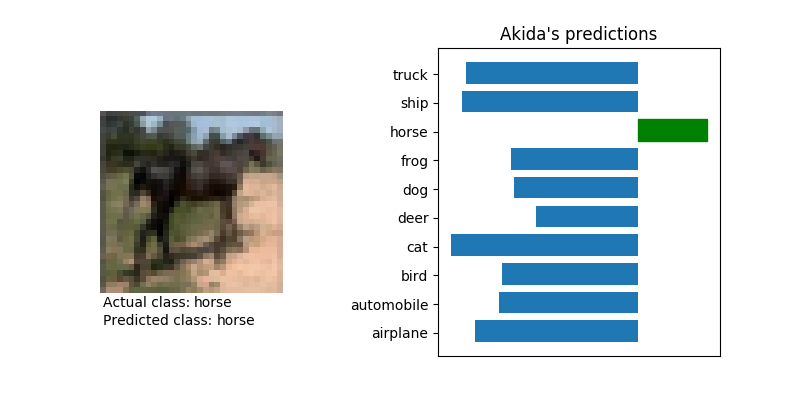 Akida's predictions
truck
ship
horse
frog
dog
deer
cat
bird
automobile
airplane
Actual class: horse
Predicted class: horse